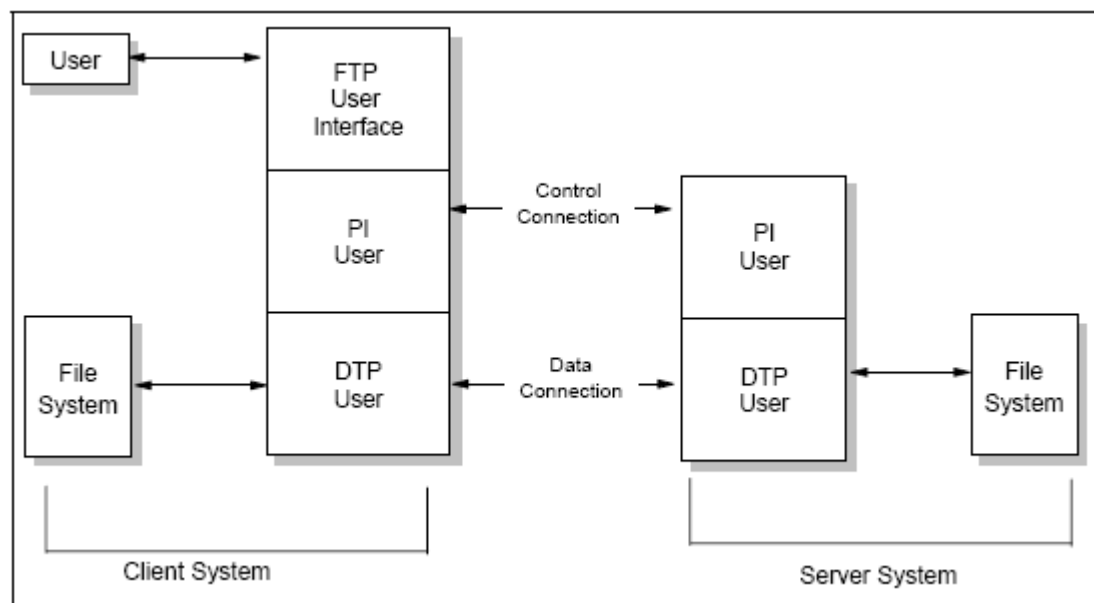 User
FTP
User
Interface
PI
User
DTP
User
File
System
Control
Connection
Data
Connection
PI
User
DTP
User
File
System
Client System
Server System